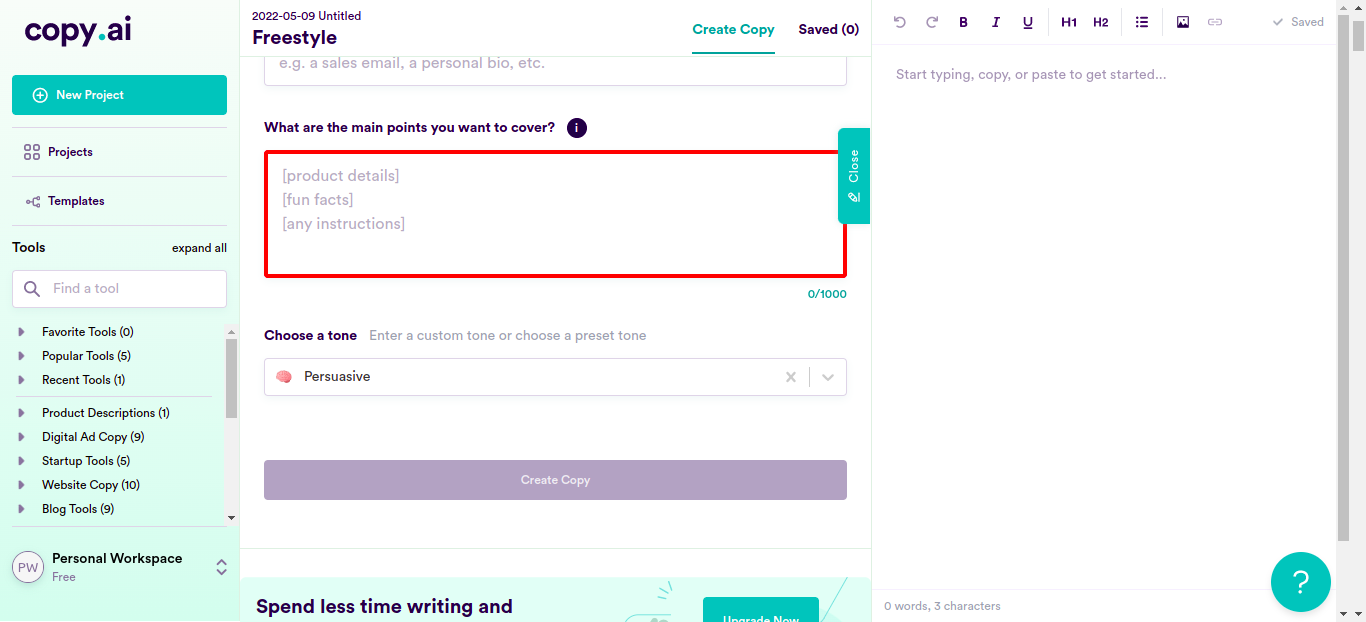 copy.ai
New Project
Projects
Templates
Tools
expand all
Find a tool
Favorite Tools (0)
Popular Tools (5)
Recent Tools (1)
Product Descriptions (1)
Digital Ad Copy (9)
Startup Tools (5)
Website Copy (10)
Blog Tools (9)
PW
Personal Workspace
Free
2022-05-09 Untitled
Freestyle
Create Copy
Saved (0)
e.g. a sales email, a personal bio, etc.
What are the main points you want to cover?
i
[product details]
[fun facts]
[any instructions]
Close
0/1000
Choose a tone
Enter a custom tone or choose a preset tone
Persuasive
Create Copy
Spend less time writing and
Upgrade Now
B I U H1 H2
Saved
Start typing, copy, or paste to get started...
0 words, 3 characters
?